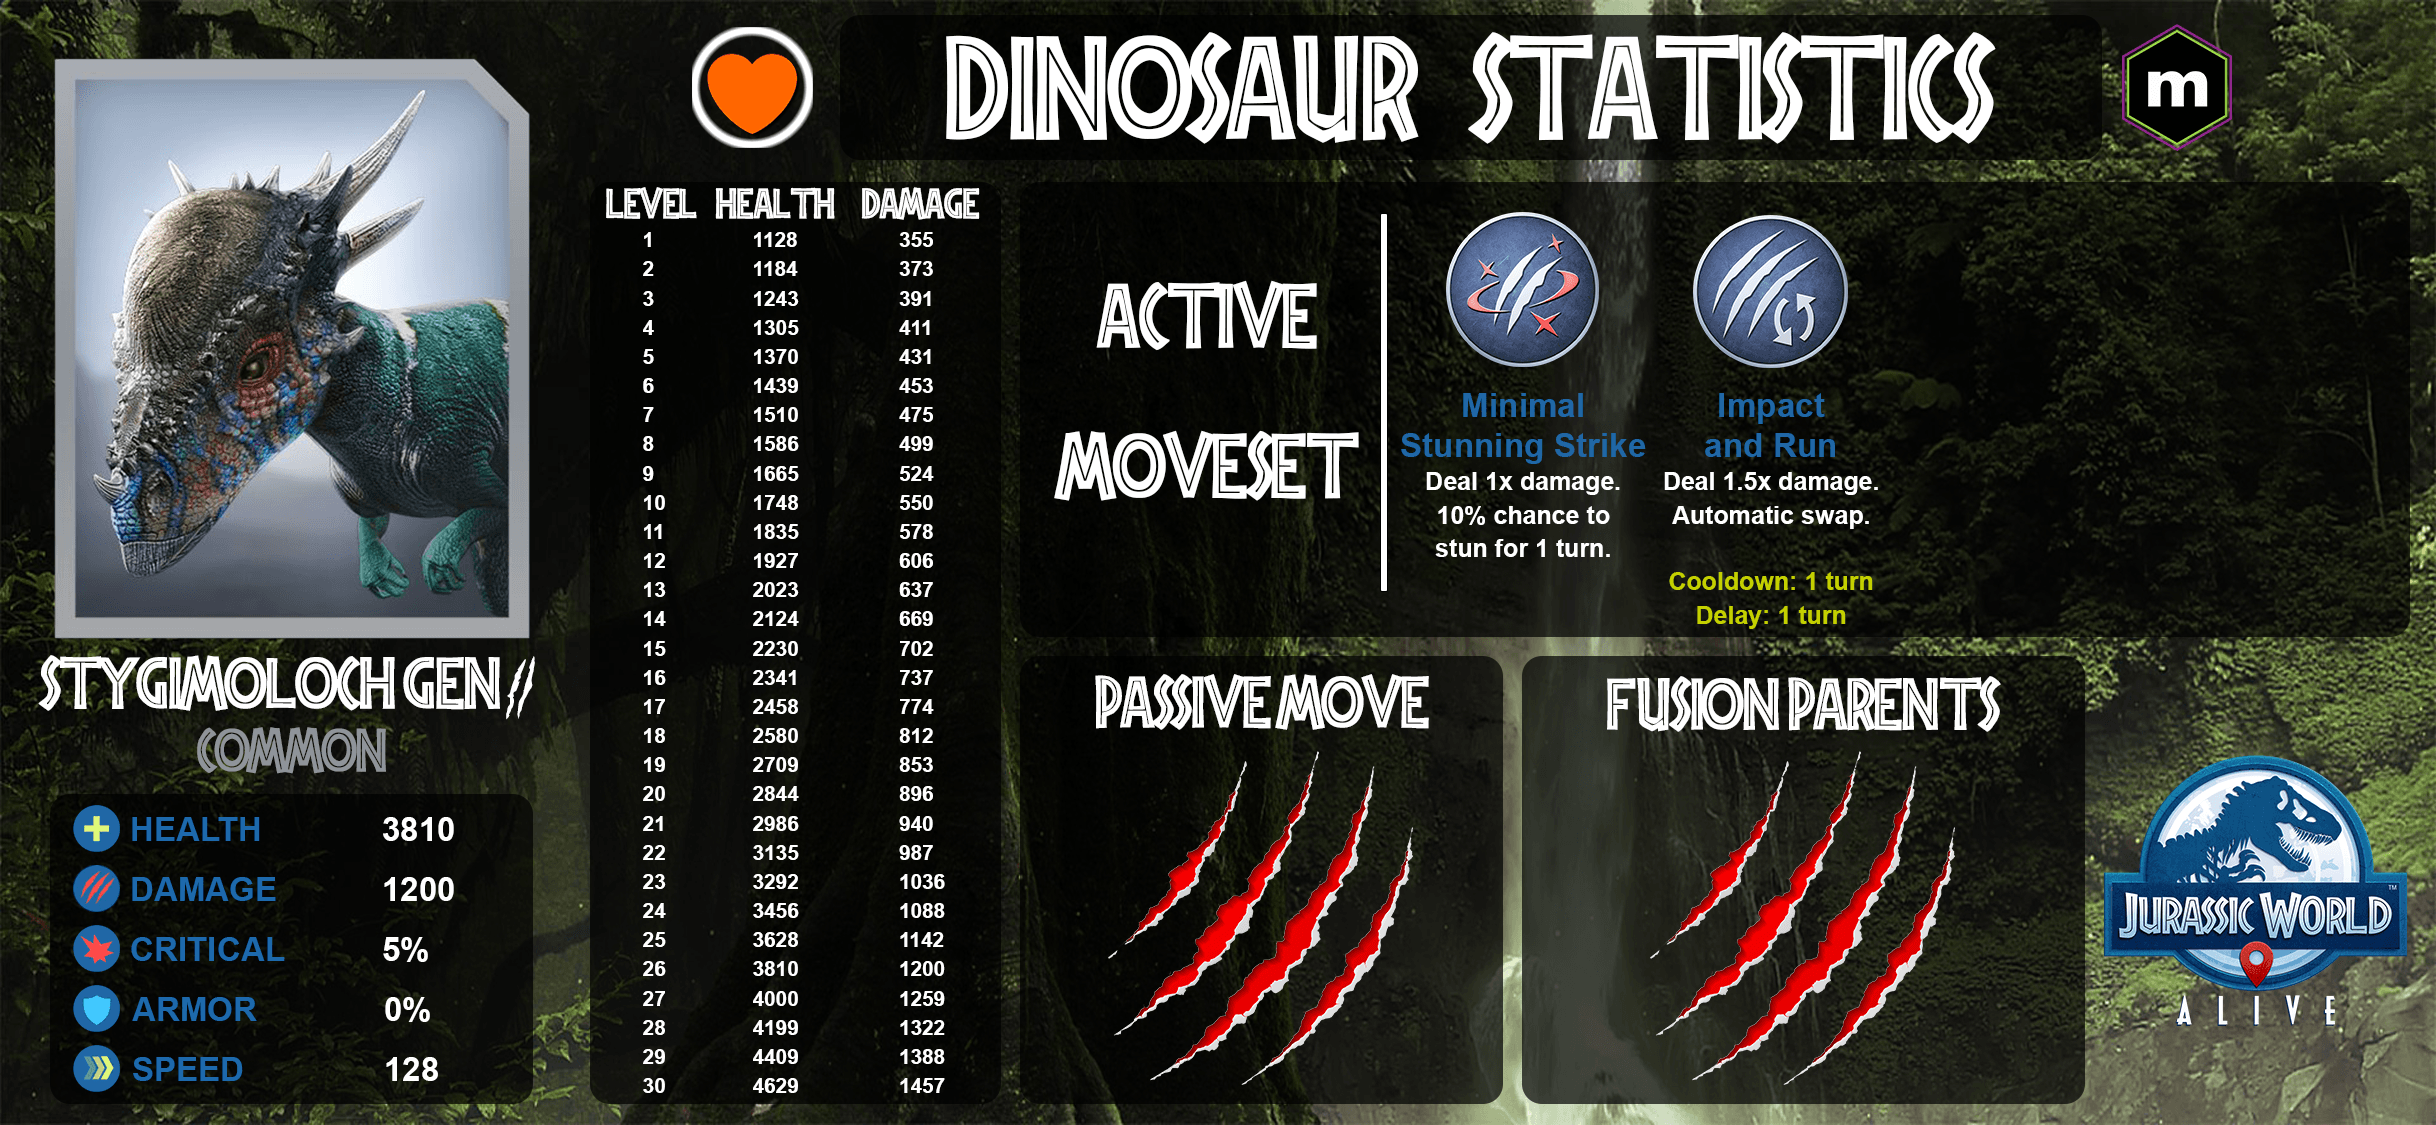 DINOSAUR STATISTICS
m
STYGIMOLOCH GEN II
COMMON
HEALTH 3810
DAMAGE 1200
CRITICAL 5%
ARMOR 0%
SPEED 128
LEVEL HEALTH DAMAGE
1 1128 355
2 1184 373
3 1243 391
4 1305 411
5 1370 431
6 1439 453
7 1510 475
8 1586 499
9 1665 524
10 1748 550
11 1835 578
12 1927 606
13 2023 637
14 2124 669
15 2230 702
16 2341 737
17 2458 774
18 2580 812
19 2709 853
20 2844 896
21 2986 940
22 3135 987
23 3292 1036
24 3456 1088
25 3628 1142
26 3810 1200
27 4000 1259
28 4199 1322
29 4409 1388
30 4629 1457
ACTIVE
MOVESET
Minimal
Stunning Strike
Deal 1x damage.
10% chance to
stun for 1 turn.
Impact
and Run
Deal 1.5x damage.
Automatic swap.
Cooldown: 1 turn
Delay: 1 turn
PASSIVE MOVE
FUSION PARENTS
JURASSIC WORLD
TM
ALIVE